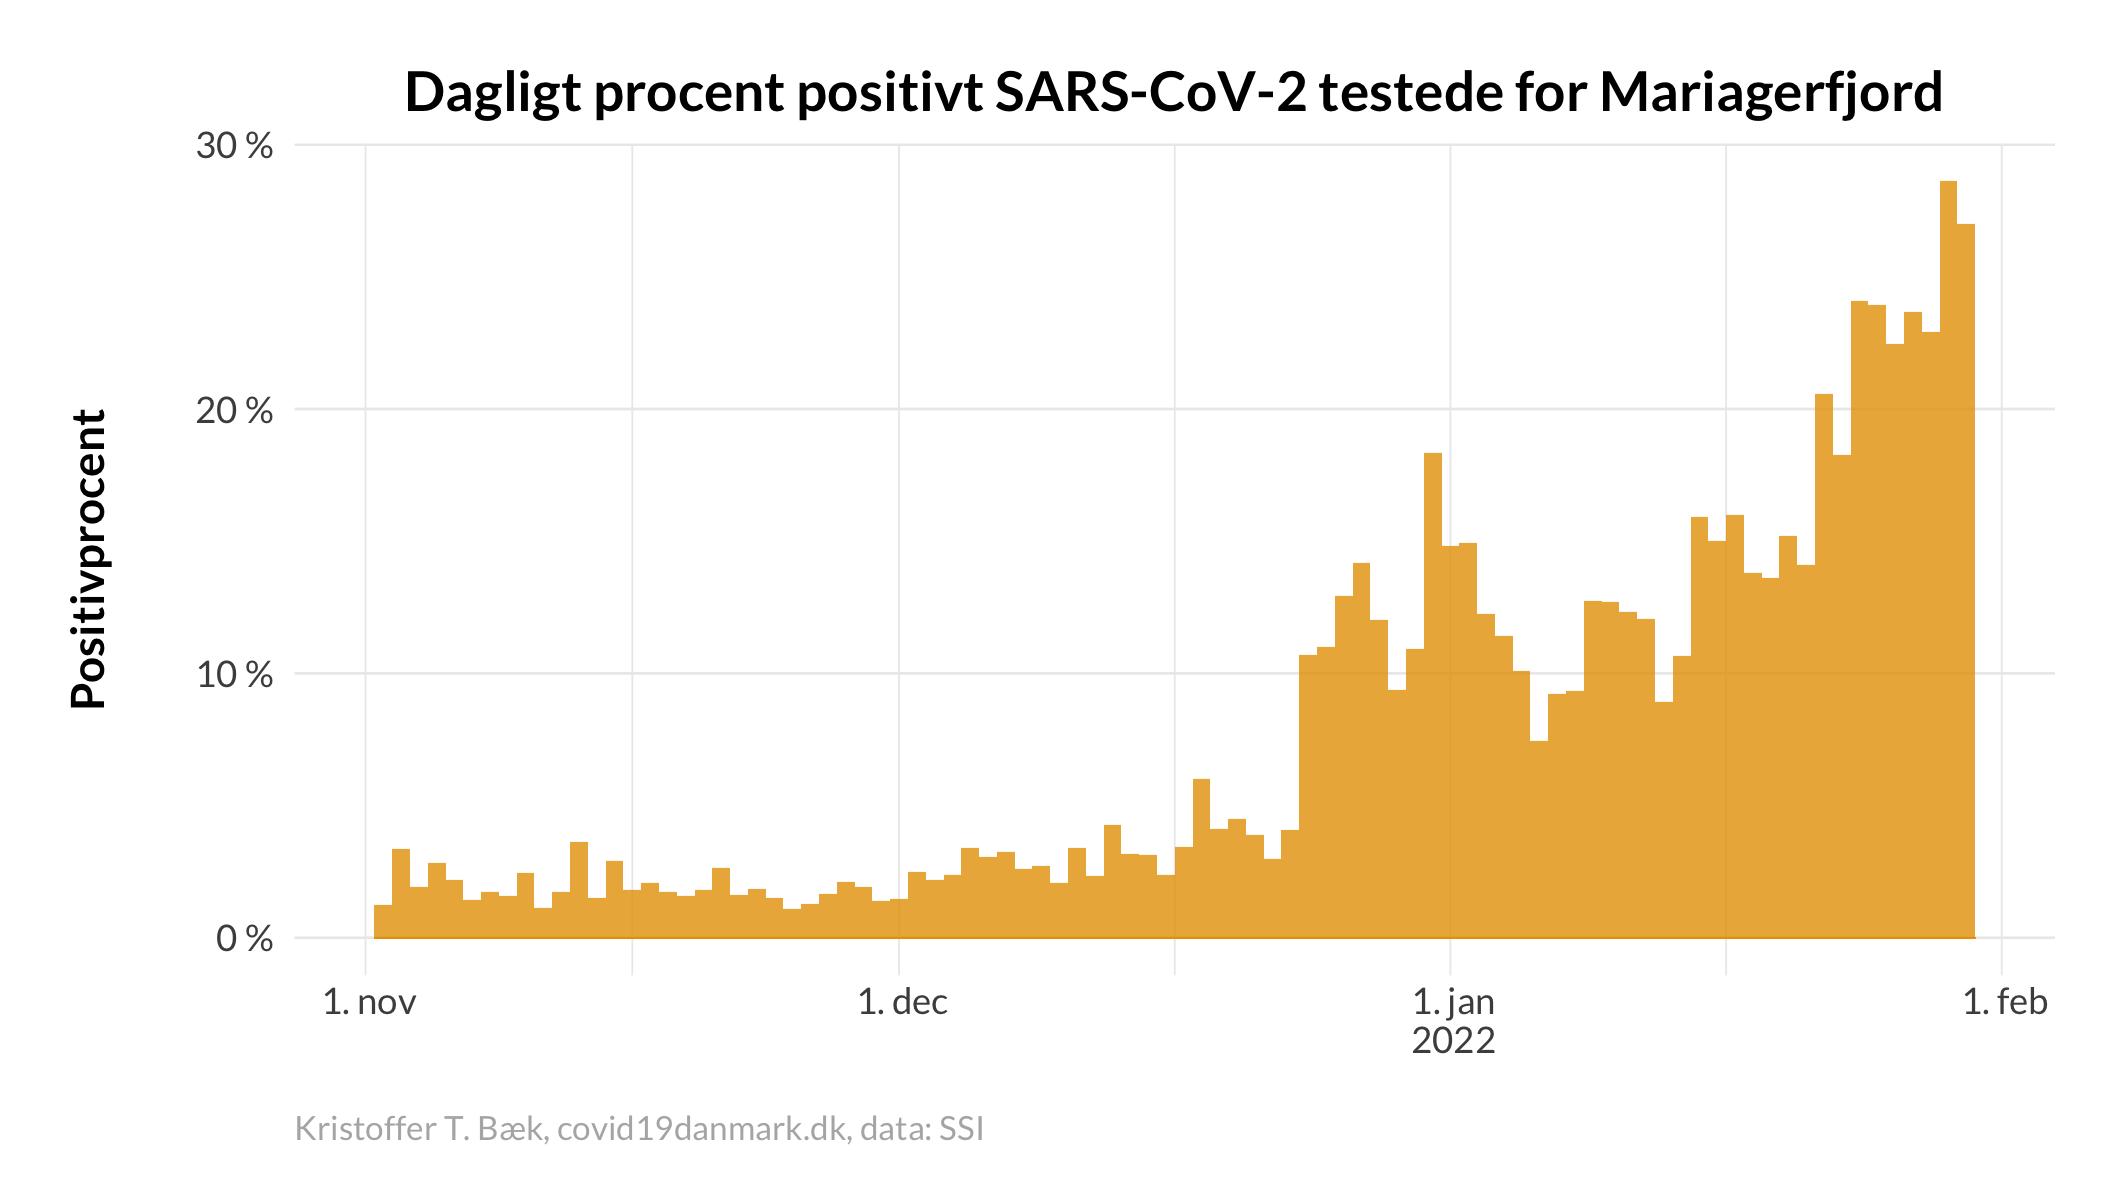 Dagligt procent positivt SARS-CoV-2 testede for Mariagerfjord
Positivprocent
30 %
20 %
10 %
0 %
1. nov
1. dec
1. jan
2022
1. feb
Kristoffer T. Bæk, covid19danmark.dk, data: SSI